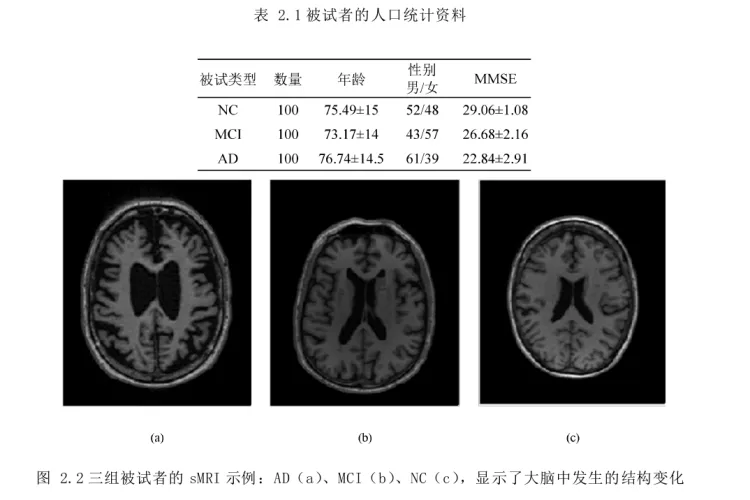 表 2.1被试者的人口统计资料
被试类型 数量 年龄 性别 男/女 MMSE
NC 100 75.49±15 52/48 29.06±1.08
MCI 100 73.17±14 43/57 26.68±2.16
AD 100 76.74±14.5 61/39 22.84±2.91
(a) (b) (c)
图 2.2三组被试者的 sMRI 示例：AD（a）、MCI（b）、NC（c），显示了大脑中发生的结构变化